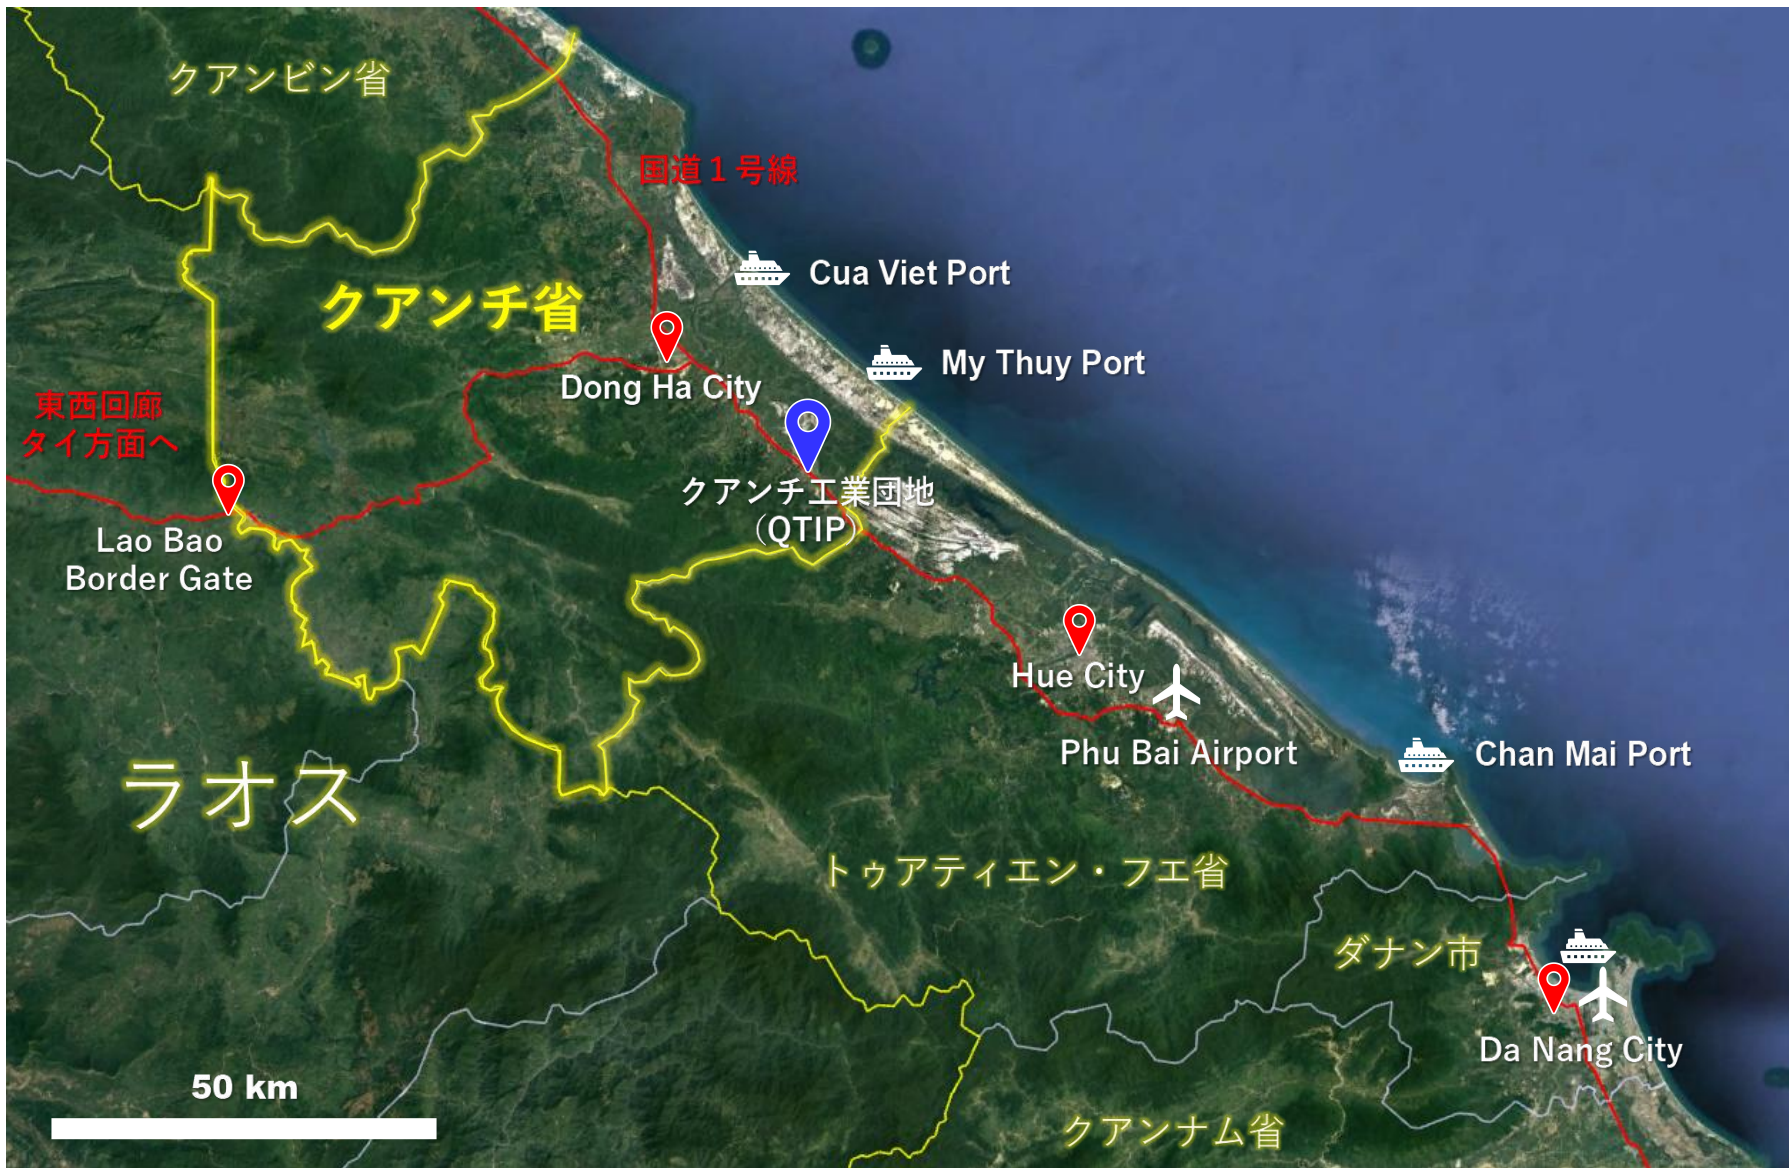 クアンビン省
国道１号線
Cua Viet Port
クアンチ省
My Thuy Port
Dong Ha City
東西回廊
タイ方面へ
クアンチ工業団地
（QTIP）
Lao Bao
Border Gate
Hue City
Phu Bai Airport
Chan Mai Port
ラオス
トゥアティエン・フエ省
ダナン市
Da Nang City
50 km
クアンナム省